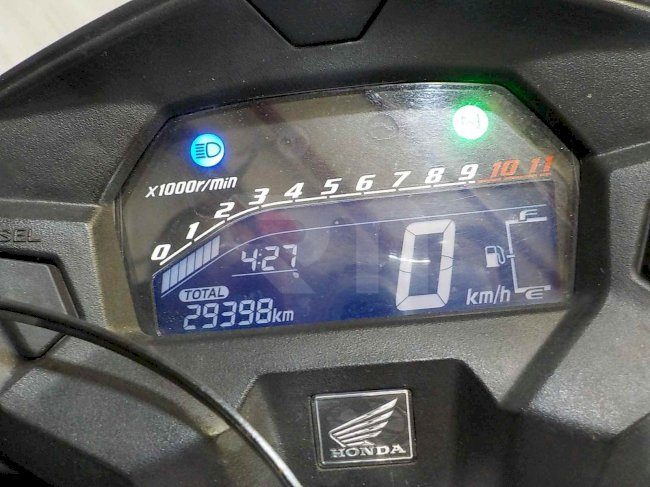 x1000r/min
0 1 2 3 4 5 6 7 8 9 10 11
SEL
4:27
0
km/h
F
E
TOTAL
29398km
N
HONDA